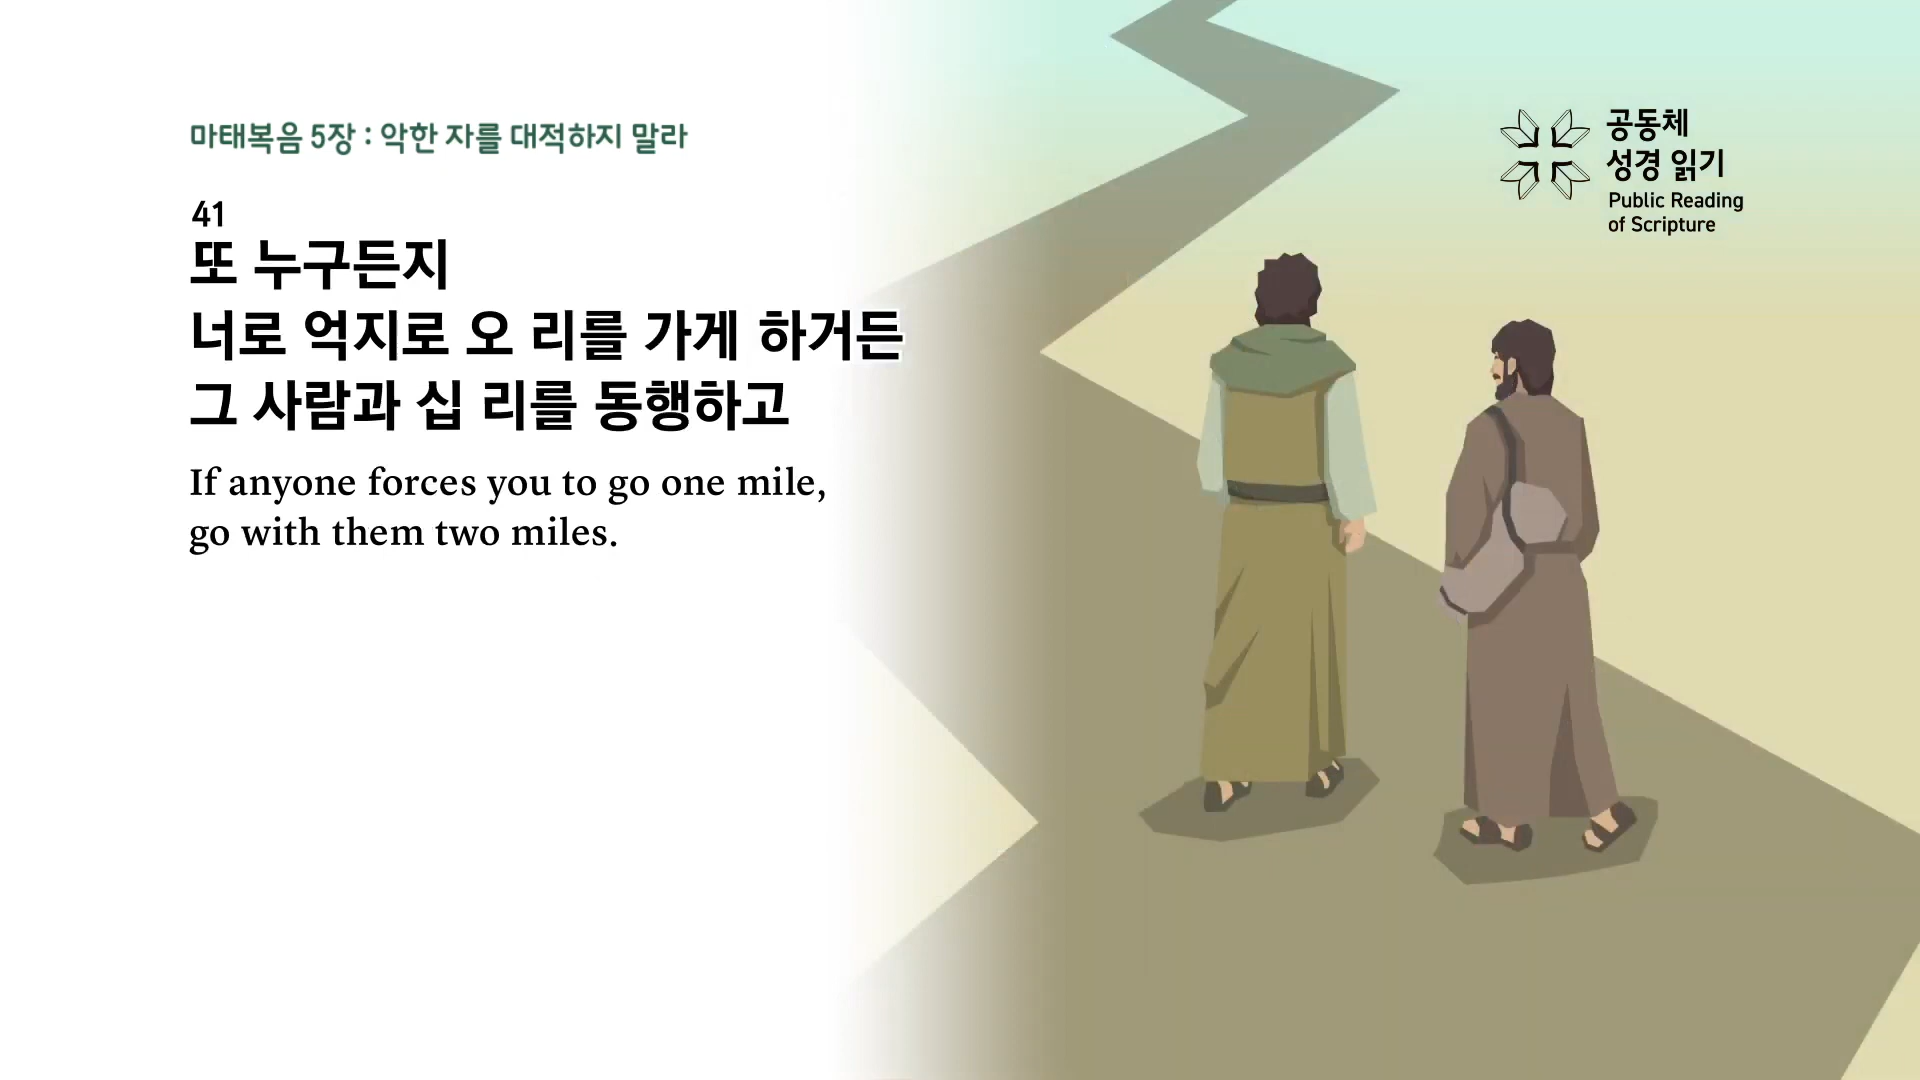 마태복음 5장 : 악한 자를 대적하지 말라
41
또 누구든지
너로 억지로 오 리를 가게 하거든
그 사람과 십 리를 동행하고
If anyone forces you to go one mile,
go with them two miles.
공동체
성경 읽기
Public Reading
of Scripture